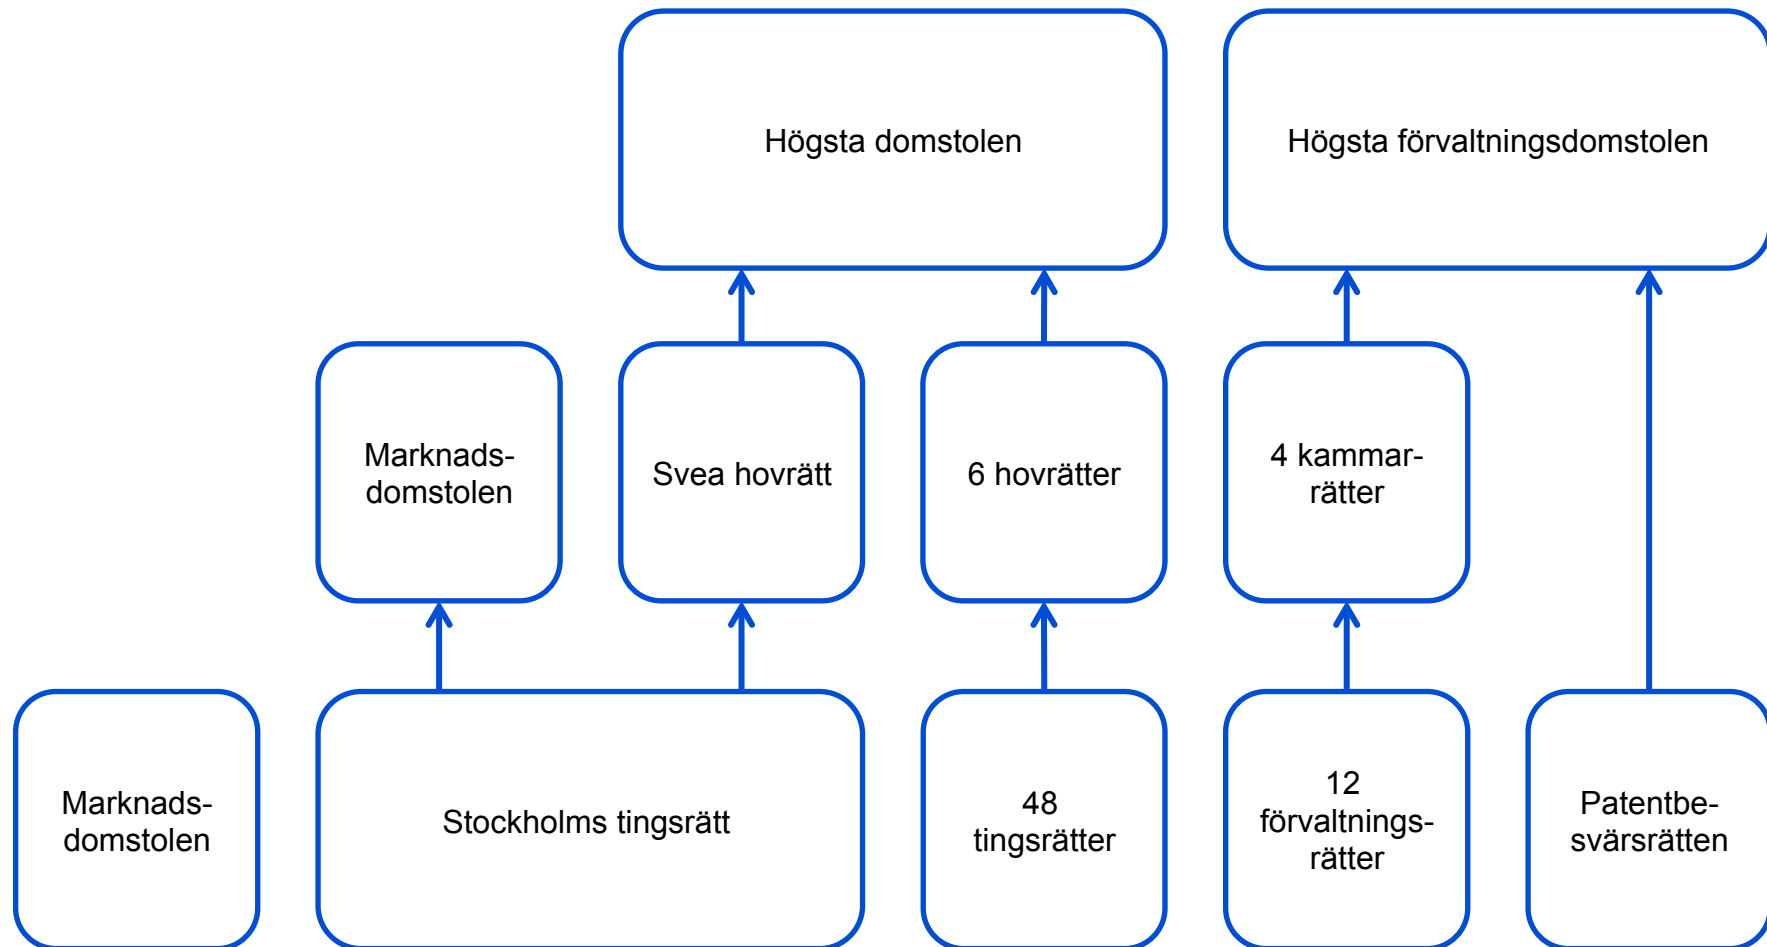 Högsta domstolen
Högsta förvaltningsdomstolen
Marknads-
domstolen
Svea hovrätt
6 hovrätter
4 kammar-
rätter
Marknads-
domstolen
Stockholms tingsrätt
48
tingsrätter
12
förvaltnings-
rätter
Patentbe-
svärsrätten